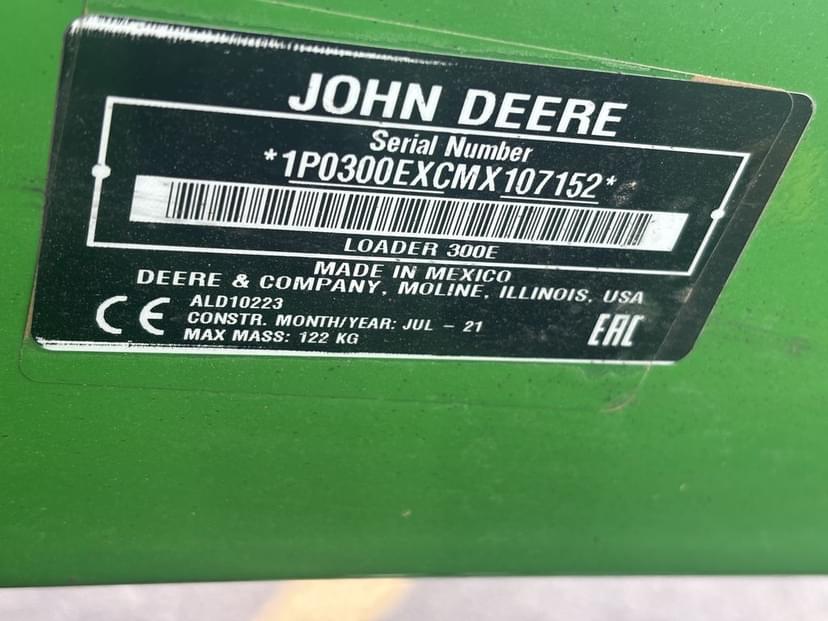 JOHN DEERE
Serial Number
*1P0300EXCMX107152*
LOADER 300E
MADE IN MEXICO
DEERE & COMPANY, MOLINE, ILLINOIS, USA
ALD10223
CONSTR. MONTH/YEAR: JUL - 21
MAX MASS: 122 KG
CE
EAC